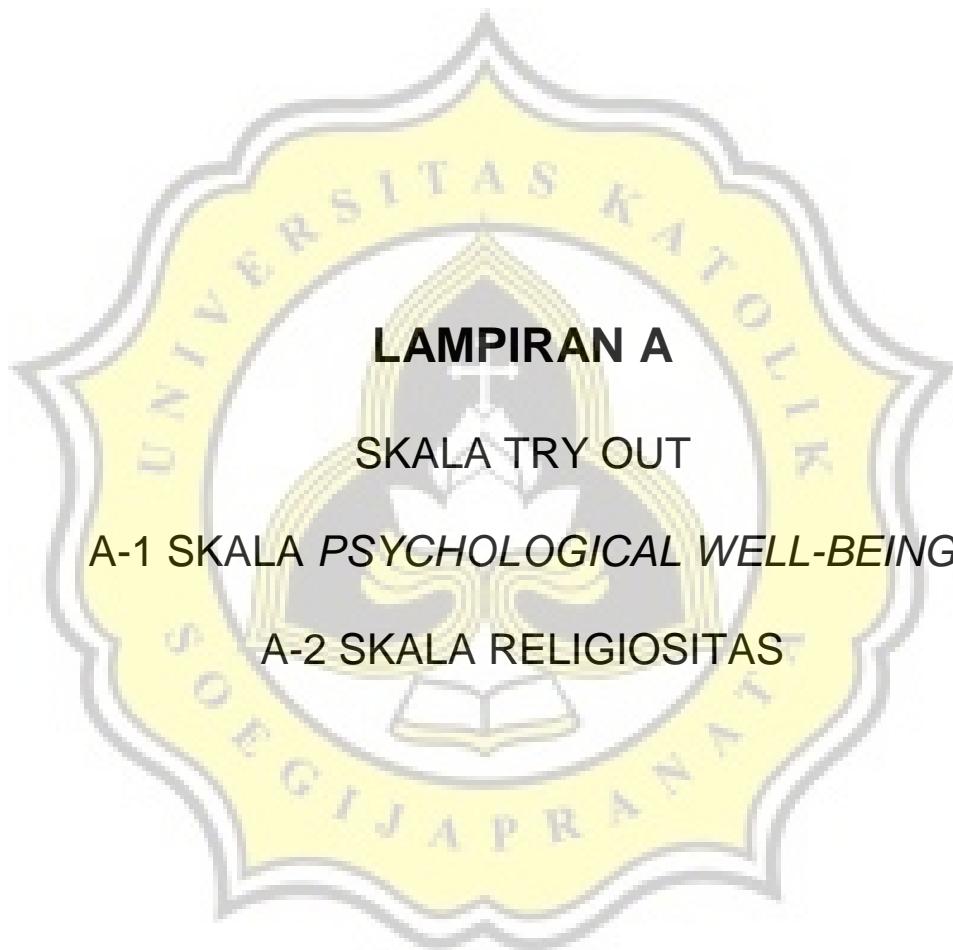 LAMPIRAN A
SKALA TRY OUT
A-1 SKALA PSYCHOLOGICAL WELL-BEING
A-2 SKALA RELIGIOSITAS
UNIVERSITAS KATOLIK
SOEGIJAPRANATA